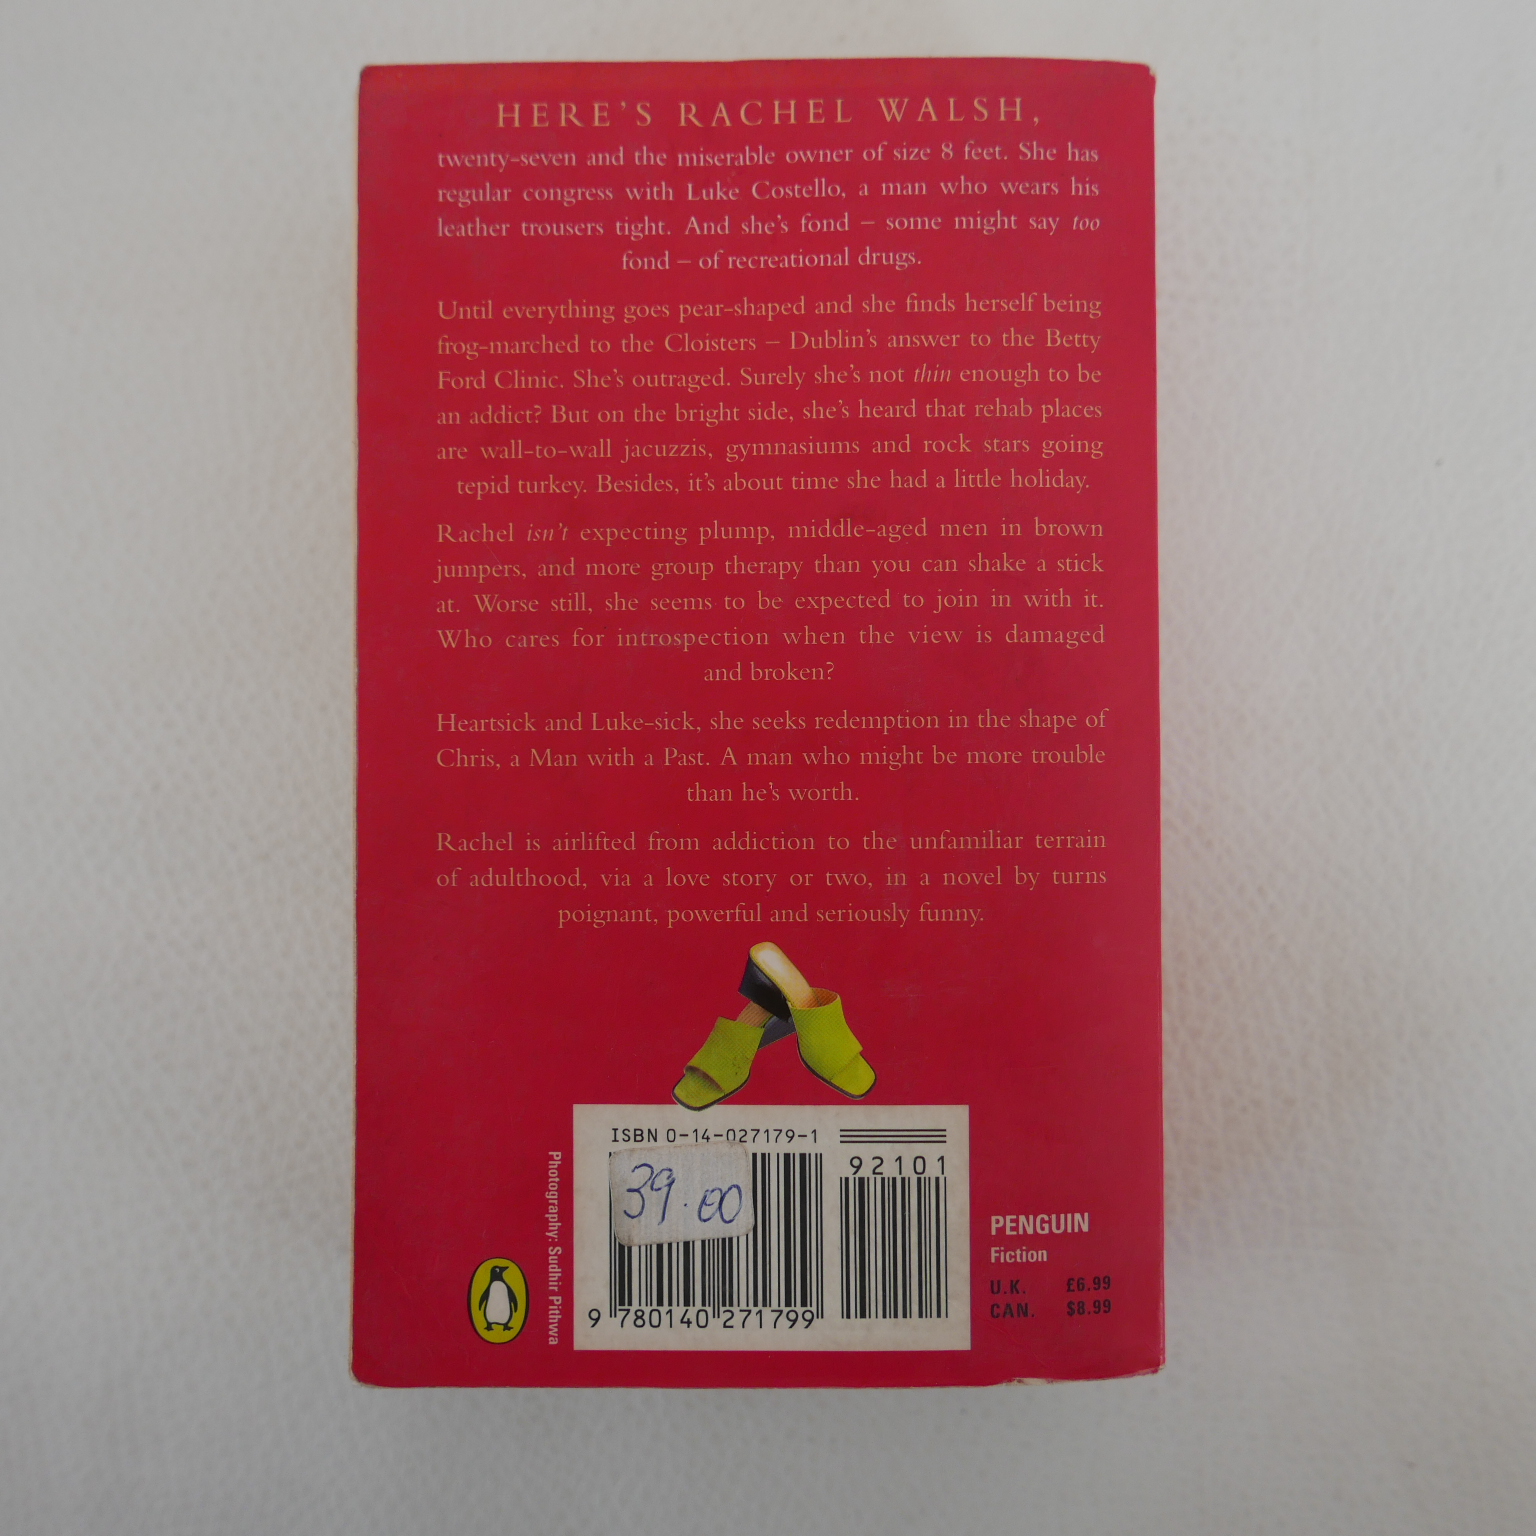 HERE'S RACHEL WALSH,
twenty-seven and the miserable owner of size 8 feet. She has
regular congress with Luke Costello, a man who wears his
leather trousers tight. And she's fond – some might say too
fond – of recreational drugs.
Until everything goes pear-shaped and she finds herself being
frog-marched to the Cloisters – Dublin's answer to the Betty
Ford Clinic. She's outraged. Surely she's not thin enough to be
an addict? But on the bright side, she's heard that rehab places
are wall-to-wall jacuzzis, gymnasiums and rock stars going
tepid turkey. Besides, it's about time she had a little holiday.
Rachel isn't expecting plump, middle-aged men in brown
jumpers, and more group therapy than you can shake a stick
at. Worse still, she seems to be expected to join in with it.
Who cares for introspection when the view is damaged
and broken?
Heartsick and Luke-sick, she seeks redemption in the shape of
Chris, a Man with a Past. A man who might be more trouble
than he's worth.
Rachel is airlifted from addiction to the unfamiliar terrain
of adulthood, via a love story or two, in a novel by turns
poignant, powerful and seriously funny.
Photography: Sudhir Pithwa
ISBN 0-14-027179-1
92101
39.00
9 780140 271799
PENGUIN
Fiction
U.K. £6.99
CAN. $8.99